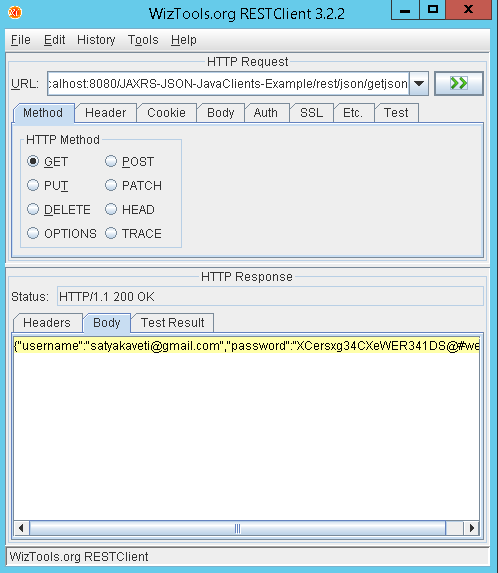 WizTools.org RESTClient 3.2.2
File Edit History Tools Help
HTTP Request
URL: calhost:8080/JAXRS-JSON-JavaClients-Example/rest/json/getjson
Method Header Cookie Body Auth SSL Etc. Test
HTTP Method
GET POST
PUT PATCH
DELETE HEAD
OPTIONS TRACE
HTTP Response
Status: HTTP/1.1 200 OK
Headers Body Test Result
{"username":"satyakaveti@gmail.com","password":"XCersxg34CXeWER341DS@#we
WizTools.org RESTClient